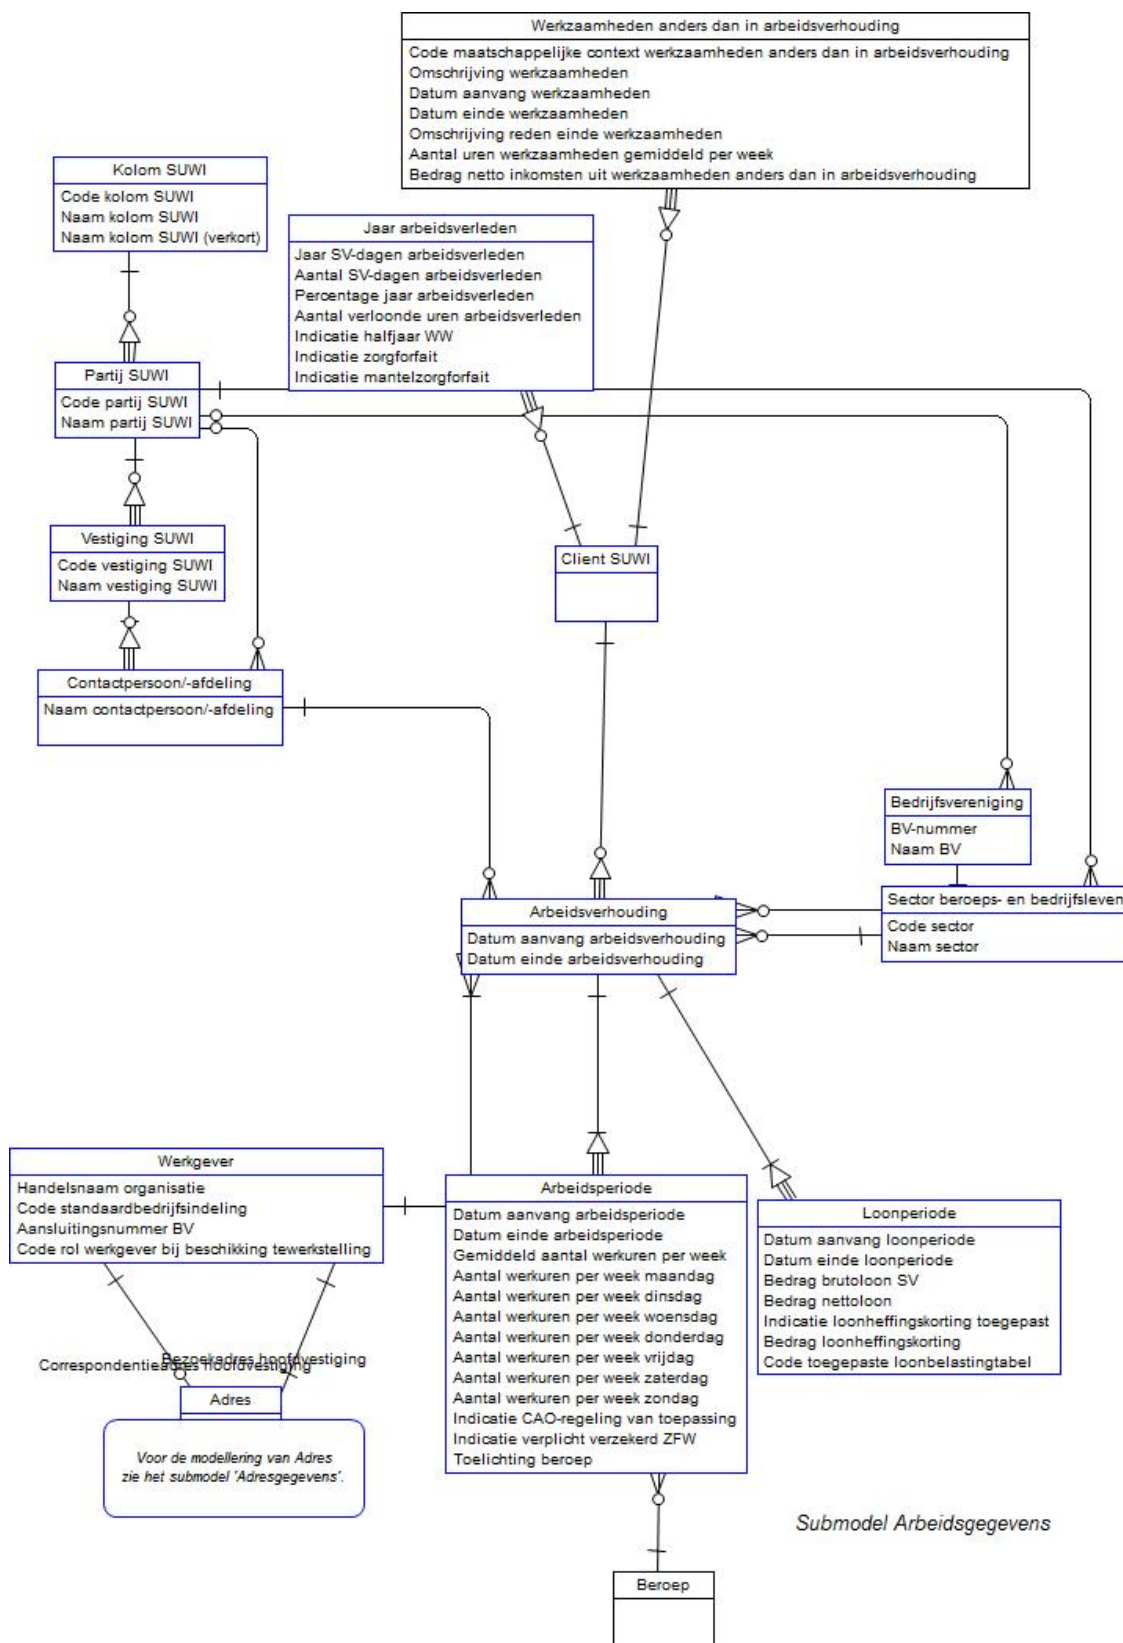 Werkzaamheden anders dan in arbeidsverhouding
Code maatschappelijke context werkzaamheden anders dan in arbeidsverhouding
Omschrijving werkzaamheden
Datum aanvang werkzaamheden
Datum einde werkzaamheden
Omschrijving reden einde werkzaamheden
Aantal uren werkzaamheden gemiddeld per week
Bedrag netto inkomsten uit werkzaamheden anders dan in arbeidsverhouding
Kolom SUWI
Code kolom SUWI
Naam kolom SUWI
Naam kolom SUWI (verkort)
Jaar arbeidsverleden
Jaar SV-dagen arbeidsverleden
Aantal SV-dagen arbeidsverleden
Percentage jaar arbeidsverleden
Aantal verloonde uren arbeidsverleden
Indicatie halfjaar WW
Indicatie zorgforfait
Indicatie mantelzorgforfait
Partij SUWI
Code partij SUWI
Naam partij SUWI
Vestiging SUWI
Code vestiging SUWI
Naam vestiging SUWI
Client SUWI
Contactpersoon/-afdeling
Naam contactpersoon/-afdeling
Bedrijfsvereniging
BV-nummer
Naam BV
Sector beroeps- en bedrijfsleven
Code sector
Naam sector
Arbeidsverhouding
Datum aanvang arbeidsverhouding
Datum einde arbeidsverhouding
Werkgever
Handelsnaam organisatie
Code standaardbedrijfsindeling
Aansluitingsnummer BV
Code rol werkgever bij beschikking tewerkstelling
Arbeidsperiode
Datum aanvang arbeidsperiode
Datum einde arbeidsperiode
Gemiddeld aantal werkuren per week
Aantal werkuren per week maandag
Aantal werkuren per week dinsdag
Aantal werkuren per week woensdag
Aantal werkuren per week donderdag
Aantal werkuren per week vrijdag
Aantal werkuren per week zaterdag
Aantal werkuren per week zondag
Indicatie CAO-regeling van toepassing
Indicatie verplicht verzekerd ZFW
Toelichting beroep
Loonperiode
Datum aanvang loonperiode
Datum einde loonperiode
Bedrag brutoloon SV
Bedrag nettoloon
Indicatie loonheffingskorting toegepast
Bedrag loonheffingskorting
Code toegepaste loonbelastingtabel
Bezoekadres hoofdvestiging
Correspondentieadres hoofdvestiging
Adres
Voor de modellering van Adres
zie het submodel 'Adresgegevens'.
Submodel Arbeidsgegevens
Beroep